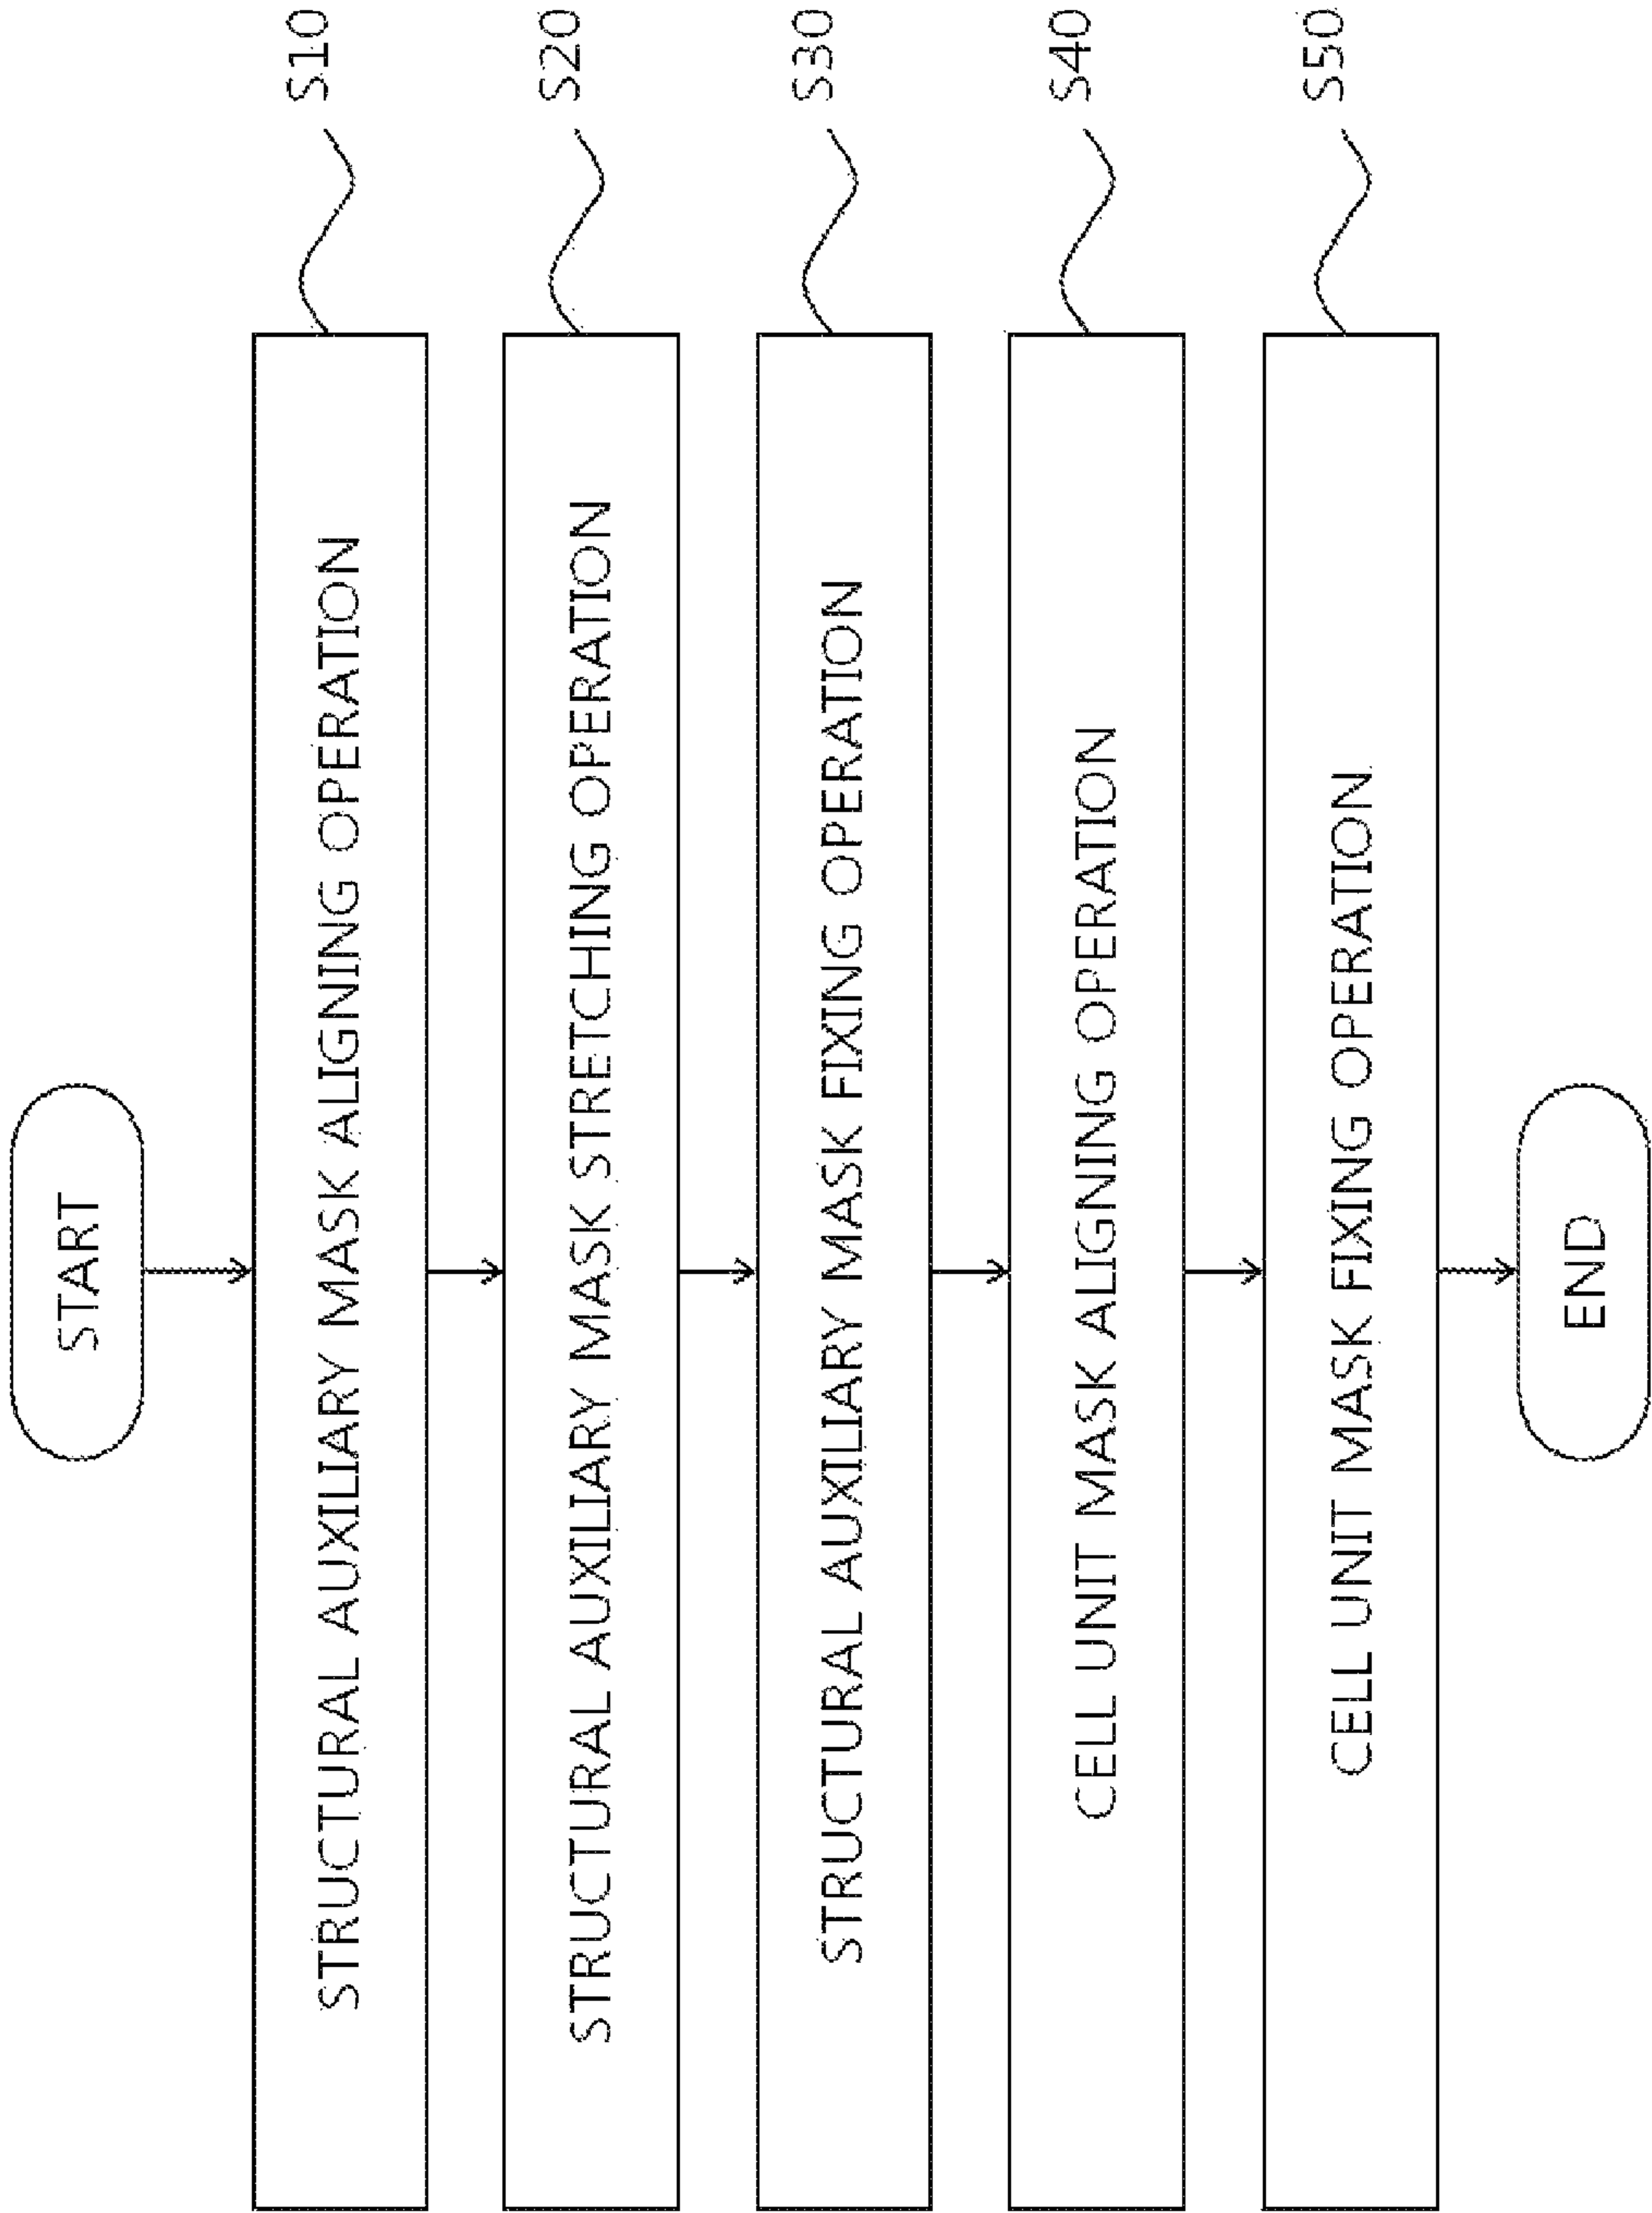 START
STRUCTURAL AUXILIARY MASK ALIGNING OPERATION
S10
STRUCTURAL AUXILIARY MASK STRETCHING OPERATION
S20
STRUCTURAL AUXILIARY MASK FIXING OPERATION
S30
CELL UNIT MASK ALIGNING OPERATION
S40
CELL UNIT MASK FIXING OPERATION
S50
END